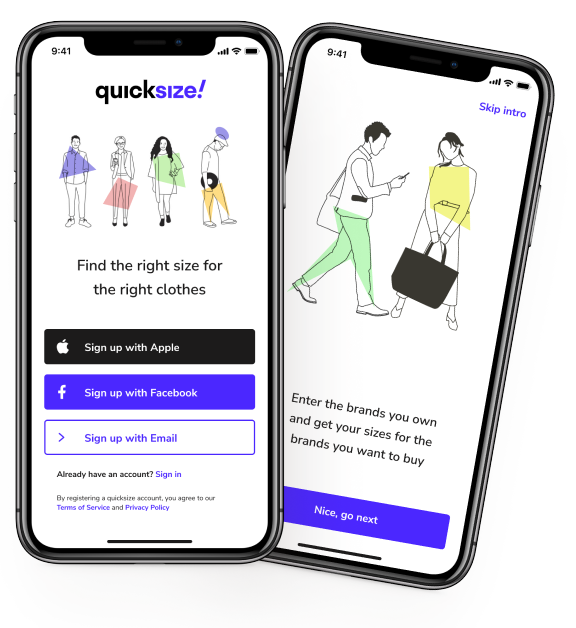 9:41
quicksize!
Find the right size for
the right clothes
Sign up with Apple
Sign up with Facebook
Sign up with Email
Already have an account? Sign in
By registering a quicksize account, you agree to our
Terms of Service and Privacy Policy
9:41
Skip intro
Enter the brands you own
and get your sizes for the
brands you want to buy
Nice, go next